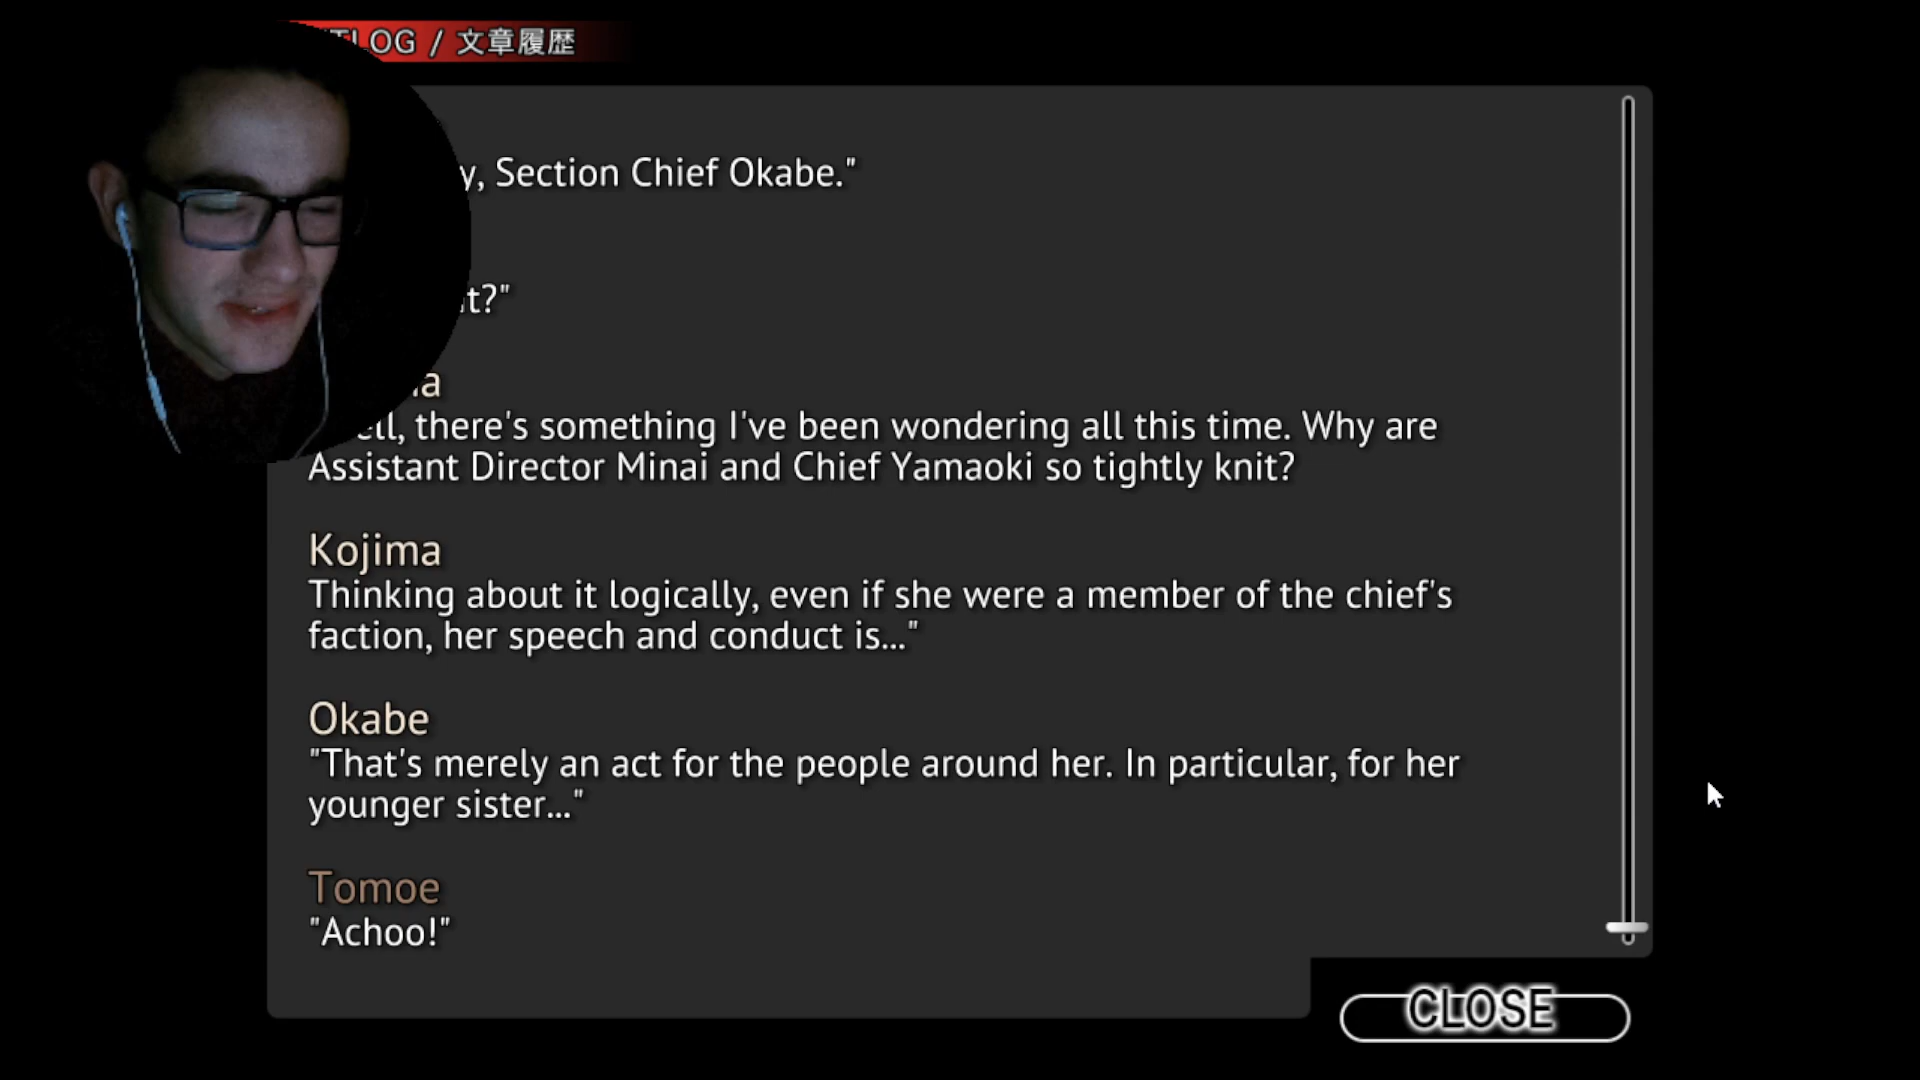 LOG / 文章履歴
Section Chief Okabe."
there's something I've been wondering all this time. Why are
Assistant Director Minai and Chief Yamaoki so tightly knit?
Kojima
Thinking about it logically, even if she were a member of the chief's
faction, her speech and conduct is..."
Okabe
"That's merely an act for the people around her. In particular, for her
younger sister..."
Tomoe
"Achoo!"
CLOSE